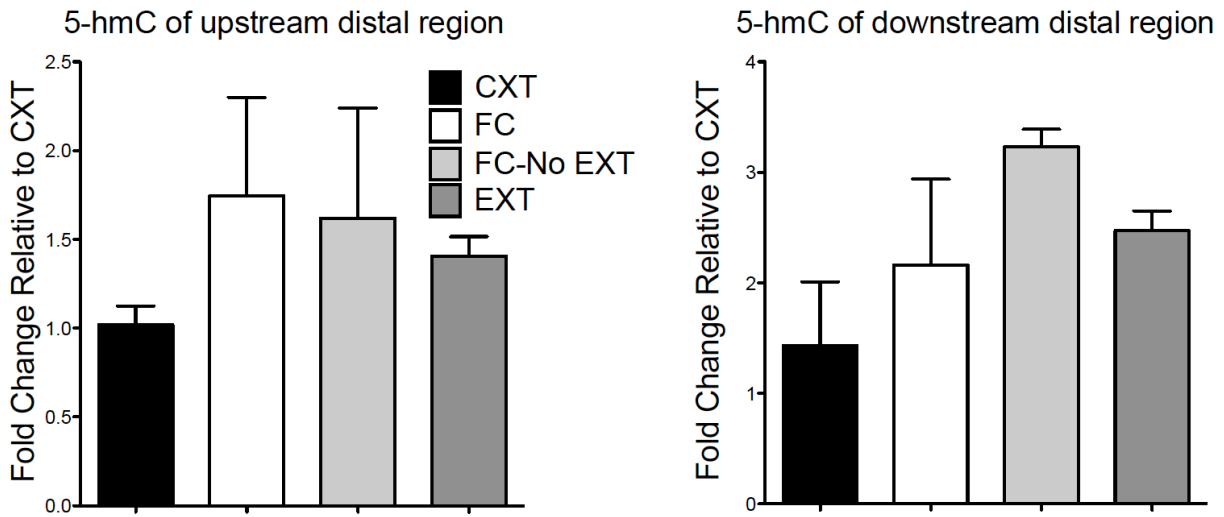 5-hmC of upstream distal region
Fold Change Relative to CXT
2.5
2.0
1.5
1.0
0.5
0.0
CXT
FC
FC-No EXT
EXT
5-hmC of downstream distal region
Fold Change Relative to CXT
4
3
2
1
0